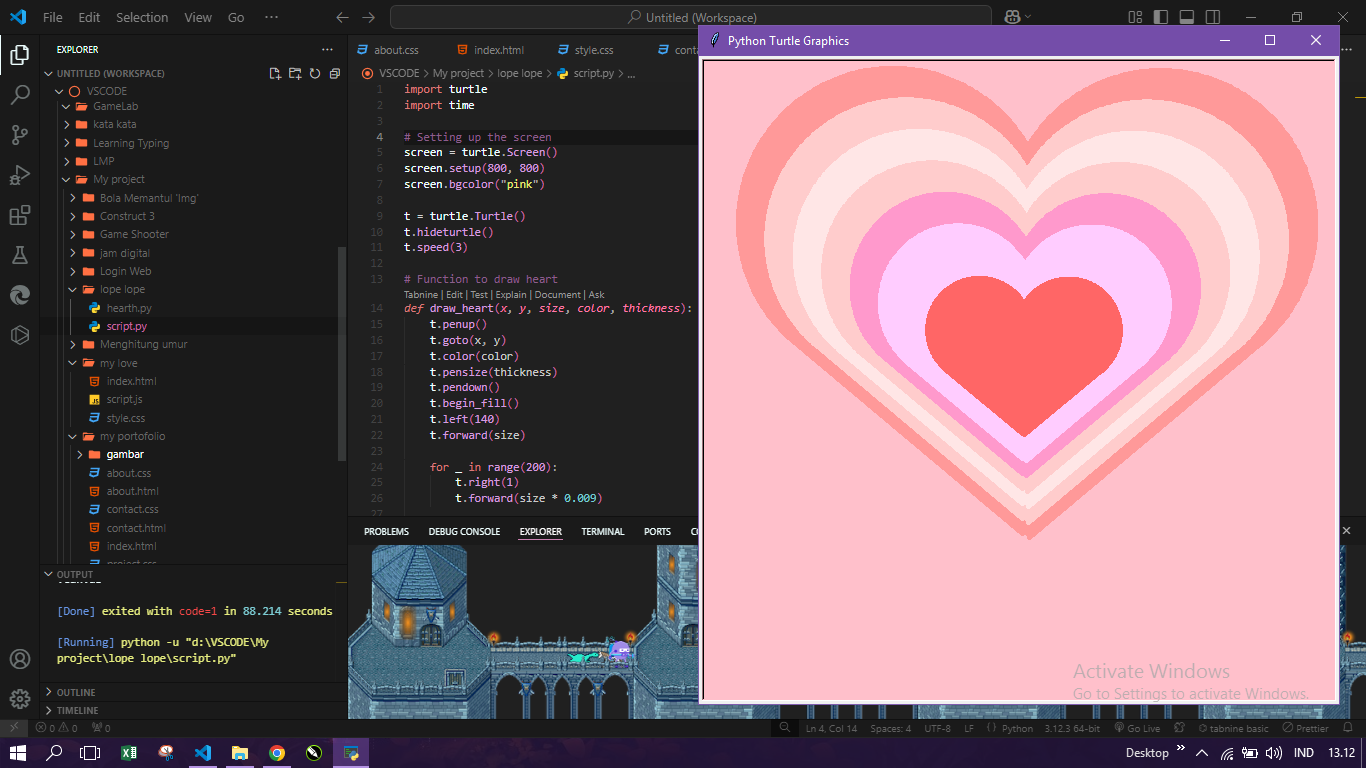 File Edit Selection View Go ··· Untitled (Workspace)
Python Turtle Graphics
EXPLORER
UNTITLED (WORKSPACE)
VSCODE
GameLab
kata kata
Learning Typing
LMP
My project
Bola Memantul 'Img'
Construct 3
Game Shooter
jam digital
Login Web
lope lope
hearth.py
script.py
Menghitung umur
my love
index.html
script.js
style.css
my portofolio
gambar
about.css
about.html
contact.css
contact.html
index.html
OUTPUT
[Done] exited with code=1 in 88.214 seconds
[Running] python -u "d:\VSCODE\My
project\lope lope\script.py"
OUTLINE
TIMELINE
about.css index.html style.css
VSCODE > My project > lope lope > script.py > ...
1 import turtle
2 import time
3
4 # Setting up the screen
5 screen = turtle.Screen()
6 screen.setup(800, 800)
7 screen.bgcolor("pink")
8
9 t = turtle.Turtle()
10 t.hideturtle()
11 t.speed(3)
12
13 # Function to draw heart
Tabnine | Edit | Test | Explain | Document | Ask
14 def draw_heart(x, y, size, color, thickness):
15 t.penup()
16 t.goto(x, y)
17 t.color(color)
18 t.pensize(thickness)
19 t.pendown()
20 t.begin_fill()
21 t.left(140)
22 t.forward(size)
23
24 for _ in range(200):
25 t.right(1)
26 t.forward(size * 0.009)
27
PROBLEMS DEBUG CONSOLE EXPLORER TERMINAL PORTS
Activate Windows
Go to Settings to activate Windows.
0 0 0 Ln 4, Col 14 Spaces: 4 UTF-8 LF Python 3.12.3 64-bit Go Live tabnine basic Prettier
Desktop IND 13.12